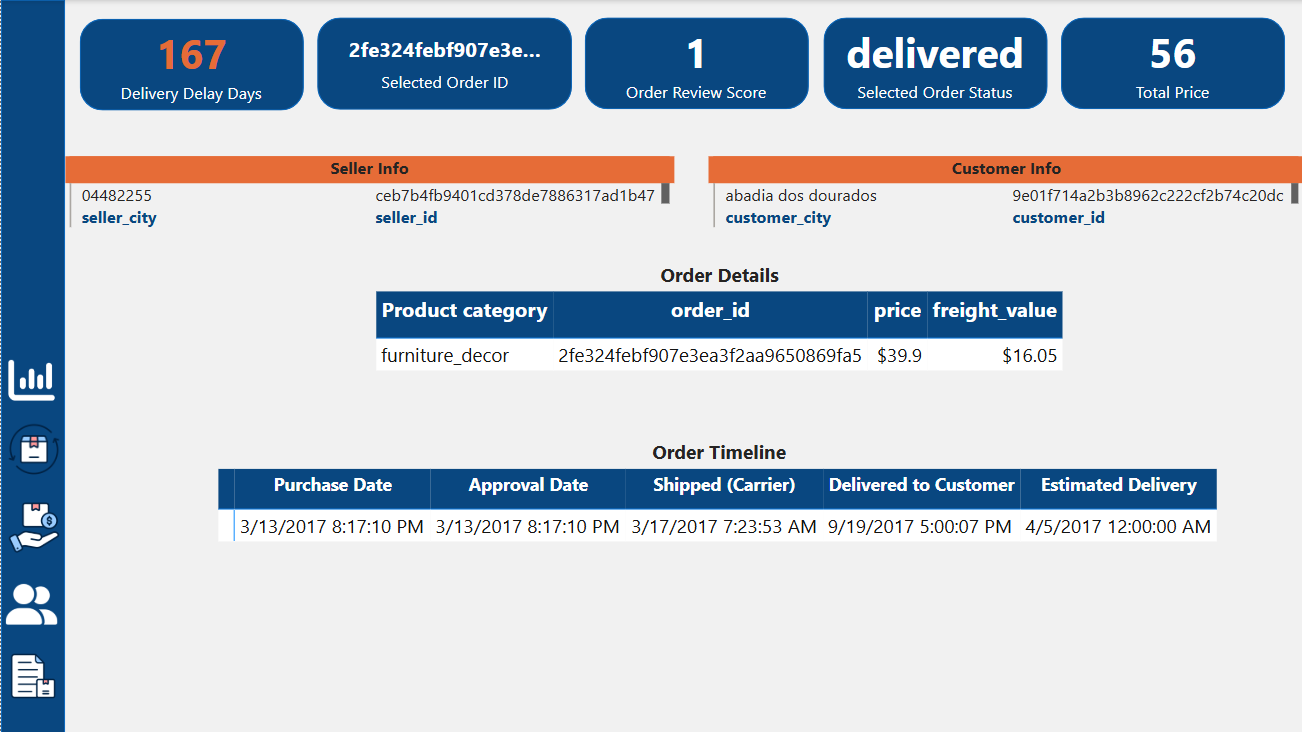 167
Delivery Delay Days
2fe324febf907e3e...
Selected Order ID
1
Order Review Score
delivered
Selected Order Status
56
Total Price
Seller Info
04482255 ceb7b4fb9401cd378de7886317ad1b47
seller_city seller_id
Customer Info
abadia dos dourados 9e01f714a2b3b8962c222cf2b74c20dc
customer_city customer_id
Order Details
Product category order_id price freight_value
furniture_decor 2fe324febf907e3ea3f2aa9650869fa5 $39.9 $16.05
Order Timeline
Purchase Date Approval Date Shipped (Carrier) Delivered to Customer Estimated Delivery
3/13/2017 8:17:10 PM 3/13/2017 8:17:10 PM 3/17/2017 7:23:53 AM 9/19/2017 5:00:07 PM 4/5/2017 12:00:00 AM